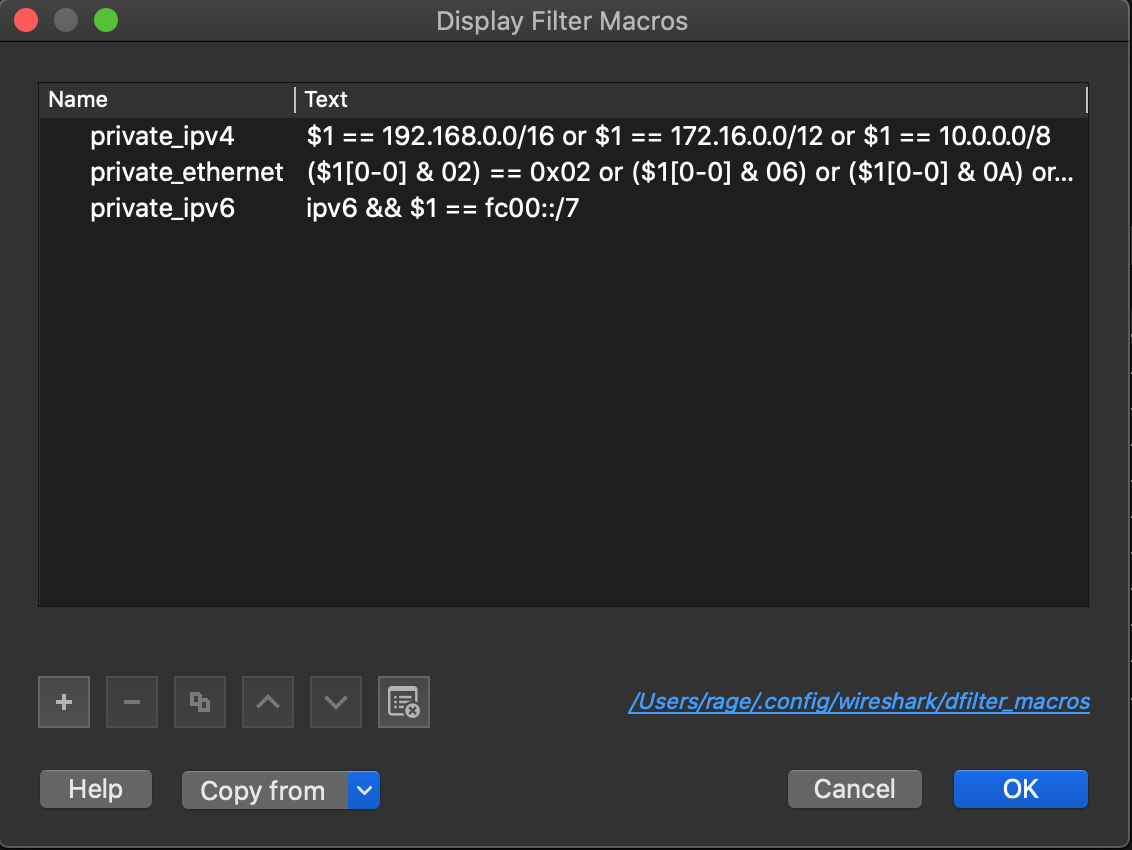 Display Filter Macros
Name Text
private_ipv4 $1 == 192.168.0.0/16 or $1 == 172.16.0.0/12 or $1 == 10.0.0.0/8
private_ethernet ($1[0-0] & 02) == 0x02 or ($1[0-0] & 06) or ($1[0-0] & 0A) or...
private_ipv6 ipv6 && $1 == fc00::/7
/Users/rage/.config/wireshark/dfilter_macros
Help Copy from Cancel OK